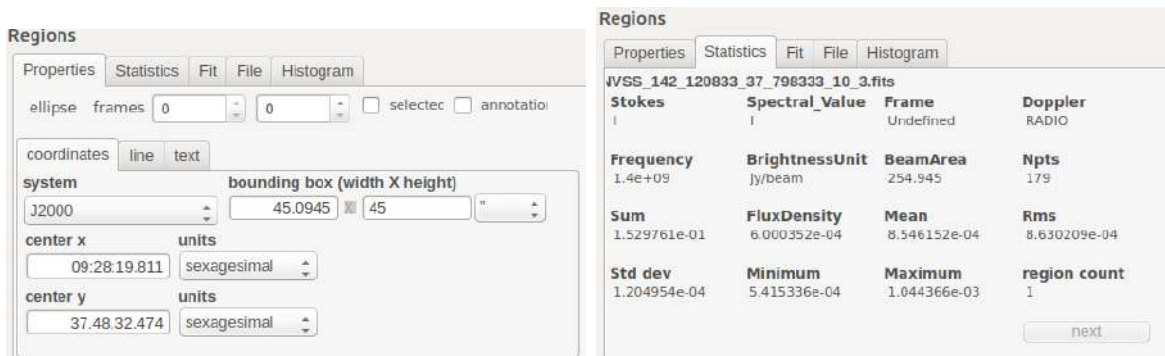 Regions
Properties Statistics Fit File Histogram
ellipse frames 0 0 selectec annotatio
coordinates line text
system bounding box (width X height)
J2000 45.0945 X 45 "
center x units
09:28:19.811 sexagesimal
center y units
37.48.32.474 sexagesimal
Regions
Properties Statistics Fit File Histogram
NVSS_142_120833_37_798333_10_3.fits
Stokes Spectral_Value Frame Doppler
I I Undefined RADIO
Frequency BrightnessUnit BeamArea Npts
1.4e+09 Jy/beam 254.945 179
Sum FluxDensity Mean Rms
1.529761e-01 6.000352e-04 8.546152e-04 8.630209e-04
Std dev Minimum Maximum region count
1.204954e-04 5.415336e-04 1.044366e-03 1
next